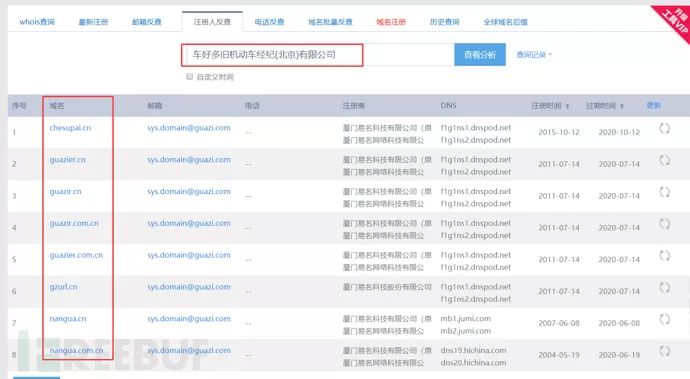 whois查询 最新注册 邮箱反查 注册人反查 电话反查 域名批量反查 域名注册 历史查询 全球域名后缀
升级
工具VIP
车好多旧机动车经纪(北京)有限公司 查看分析 查询记录
自定义时间
序号 域名 邮箱 电话 注册商 DNS 注册时间 过期时间 更新
1 chesupai.cn sys.domain@guazi.com -- 厦门易名科技有限公司（原 厦门易名网络科技有限公 f1g1ns1.dnspod.net f1g1ns2.dnspod.net 2015-10-12 2020-10-12
2 guazier.cn sys.domain@guazi.com -- 厦门易名科技有限公司（原 厦门易名网络科技有限公 f1g1ns1.dnspod.net f1g1ns2.dnspod.net 2011-07-14 2020-07-14
3 guazir.cn sys.domain@guazi.com -- 厦门易名科技有限公司（原 厦门易名网络科技有限公 f1g1ns1.dnspod.net f1g1ns2.dnspod.net 2011-07-14 2020-07-14
4 guazir.com.cn sys.domain@guazi.com -- 厦门易名科技有限公司（原 厦门易名网络科技有限公 f1g1ns1.dnspod.net f1g1ns2.dnspod.net 2011-07-14 2020-07-14
5 guazier.com.cn sys.domain@guazi.com -- 厦门易名科技有限公司（原 厦门易名网络科技有限公 f1g1ns1.dnspod.net f1g1ns2.dnspod.net 2011-07-14 2020-07-14
6 gzurl.cn sys.domain@guazi.com -- 厦门易名科技股份有限公司 f1g1ns1.dnspod.net f1g1ns2.dnspod.net 2011-07-14 2020-07-14
7 nangua.cn sys.domain@guazi.com -- 厦门易名科技有限公司（原 厦门易名网络科技有限公 mb1.jumi.com mb2.jumi.com 2007-06-08 2020-06-08
8 nangua.com.cn sys.domain@guazi.com -- 厦门易名科技有限公司（原 厦门易名网络科技有限公 dns19.hichina.com dns20.hichina.com 2004-05-19 2020-06-19
REEBUF